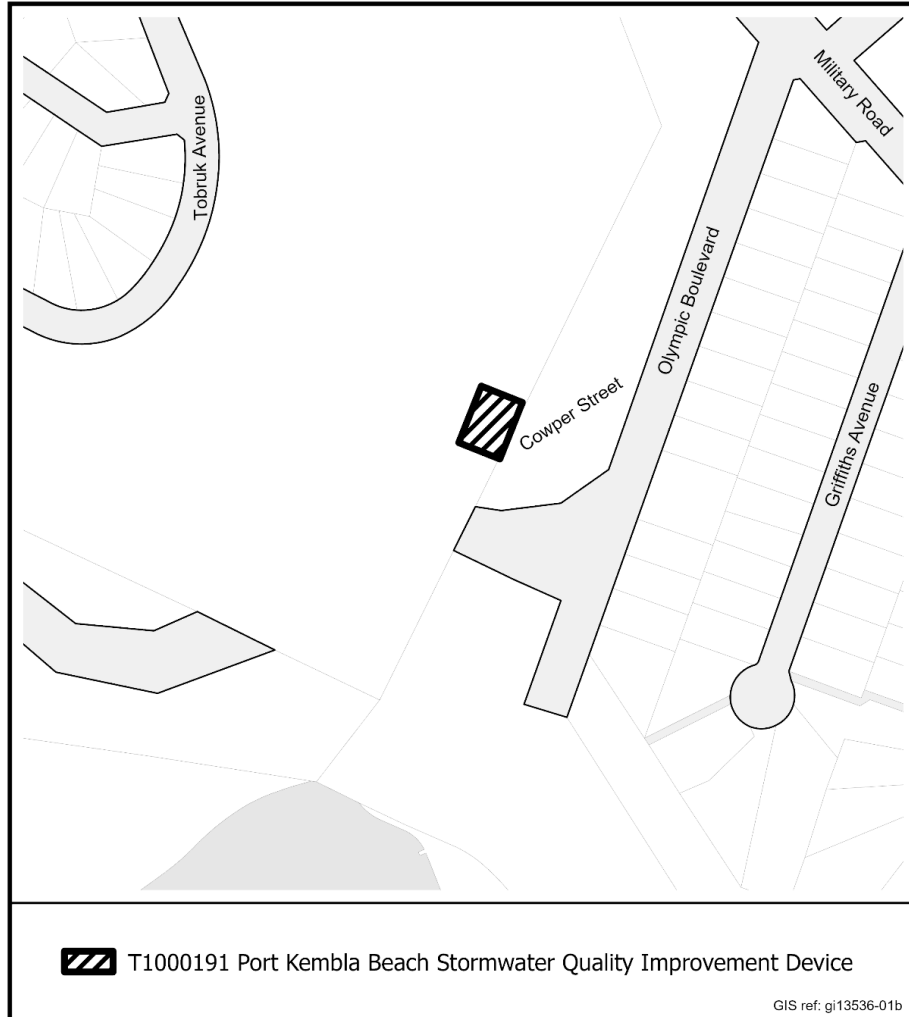 Military Road
Tobruk Avenue
Olympic Boulevard
Cowper Street
Griffiths Avenue
T1000191 Port Kembla Beach Stormwater Quality Improvement Device
GIS ref: gi13536-01b